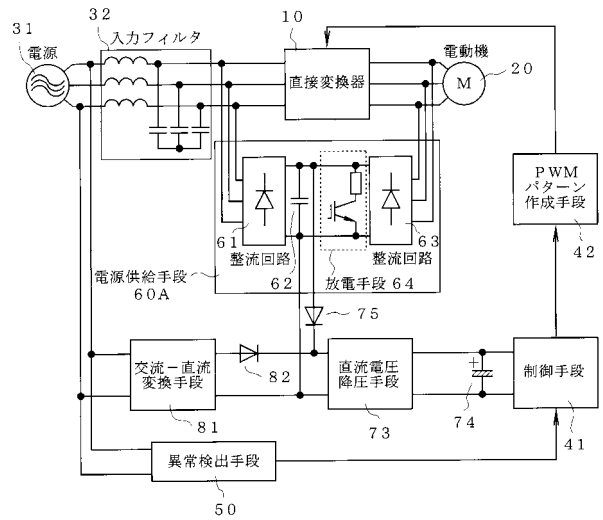 31
電源
32
入力フィルタ
10
直接変換器
電動機
M
20
PWM
パターン
作成手段
42
61
整流回路
62
63
整流回路
放電手段64
電源供給手段
60A
75
交流－直流
変換手段
81
82
直流電圧
降圧手段
73
+
74
制御手段
41
異常検出手段
50